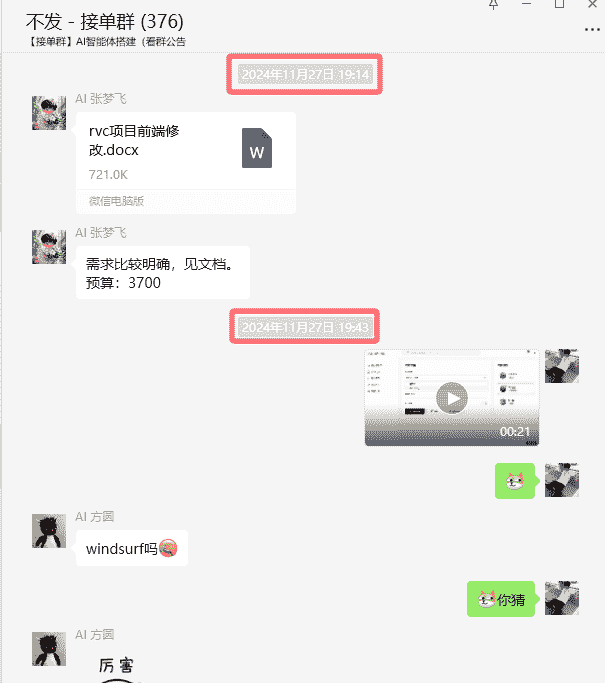 不发 - 接单群 (376)
【接单群】AI智能体搭建（看群公告
2024年11月27日 19:14
AI 张梦飞
rvc项目前端修
改.docx
W
721.0K
微信电脑版
AI 张梦飞
需求比较明确，见文档。
预算：3700
2024年11月27日 19:43
00:21
AI 方圆
windsurf吗
你猜
AI 方圆
厉害